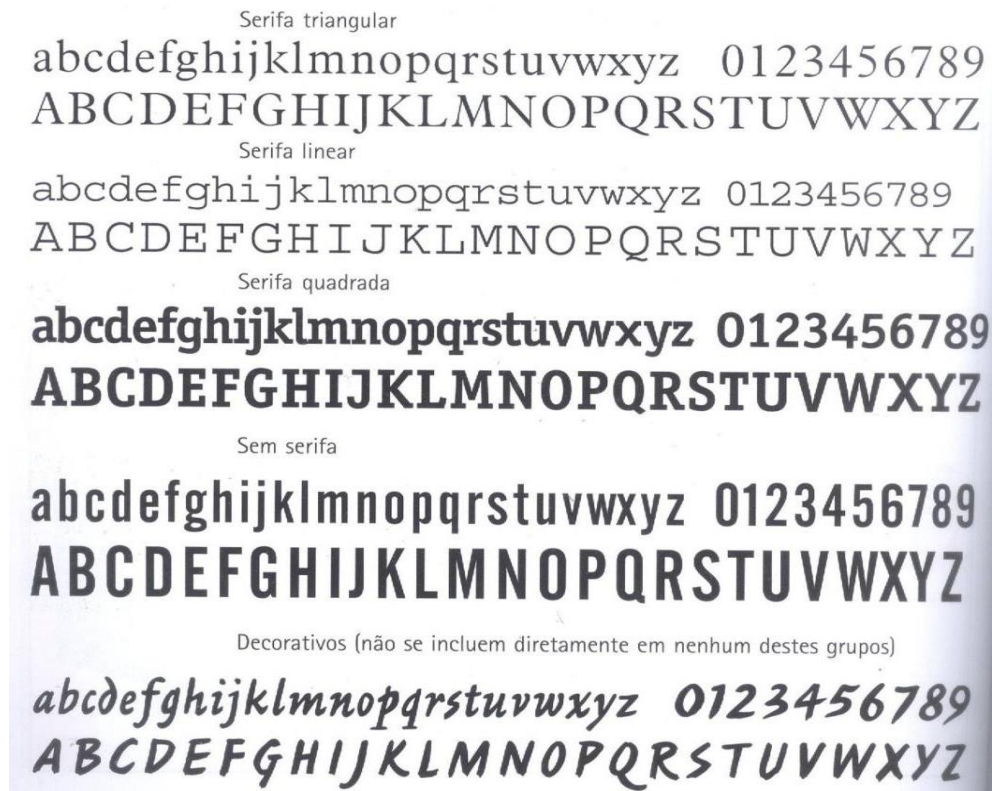 Serifa triangular
abcdefghijklmnopqrstuvwxyz 0123456789
ABCDEFGHIJKLMNOPQRSTUVWXYZ
Serifa linear
abcdefghijklmnopqrstuvwxyz 0123456789
ABCDEFGHIJKLMNOPQRSTUVWXYZ
Serifa quadrada
abcdefghijklmnopqrstuvwxyz 0123456789
ABCDEFGHIJKLMNOPQRSTUVWXYZ
Sem serifa
abcdefghijklmnopqrstuvwxyz 0123456789
ABCDEFGHIJKLMNOPQRSTUVWXYZ
Decorativos (não se incluem diretamente em nenhum destes grupos)
abcdefghijklmnopqrstuvwxyz 0123456789
ABCDEFGHIJKLMNOPQRSTUVWXYZ